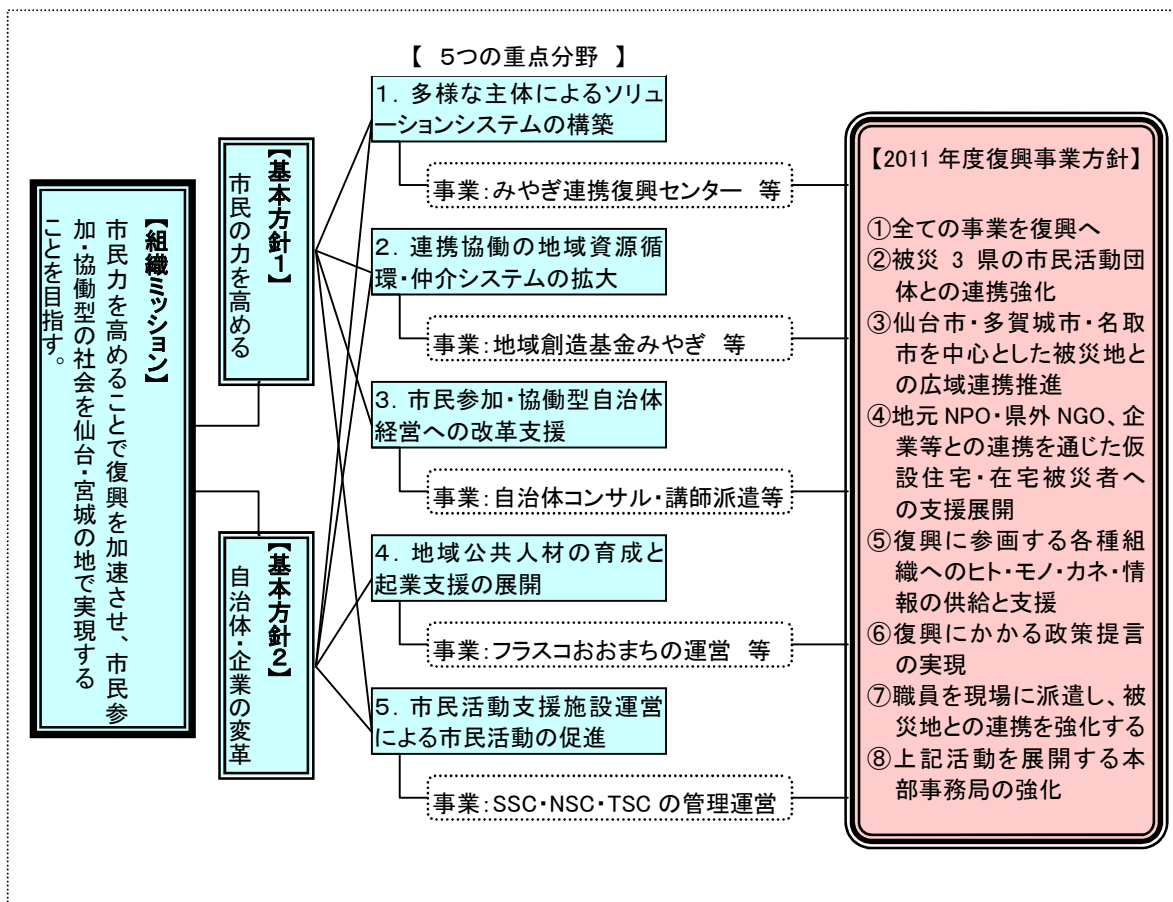 【組織ミッション】
市民力を高めることで復興を加速させ、市民参
加・協働型の社会を仙台・宮城の地で実現する
ことを目指す。
【基本方針1】
市民の力を高める
【基本方針2】
自治体・企業の変革
【 5つの重点分野 】
1．多様な主体によるソリュ
ーションシステムの構築
事業：みやぎ連携復興センター 等
2．連携協働の地域資源循
環・仲介システムの拡大
事業：地域創造基金みやぎ 等
3．市民参加・協働型自治体
経営への改革支援
事業：自治体コンサル・講師派遣等
4．地域公共人材の育成と
起業支援の展開
事業：フラスコおおまちの運営 等
5．市民活動支援施設運営
による市民活動の促進
事業：SSC・NSC・TSC の管理運営
【2011 年度復興事業方針】
①全ての事業を復興へ
②被災 3 県の市民活動団
体との連携強化
③仙台市・多賀城市・名取
市を中心とした被災地と
の広域連携推進
④地元 NPO・県外 NGO、企
業等との連携を通じた仮
設住宅・在宅被災者へ
の支援展開
⑤復興に参画する各種組
織へのヒト・モノ・カネ・情
報の供給と支援
⑥復興にかかる政策提言
の実現
⑦職員を現場に派遣し、被
災地との連携を強化する
⑧上記活動を展開する本
部事務局の強化